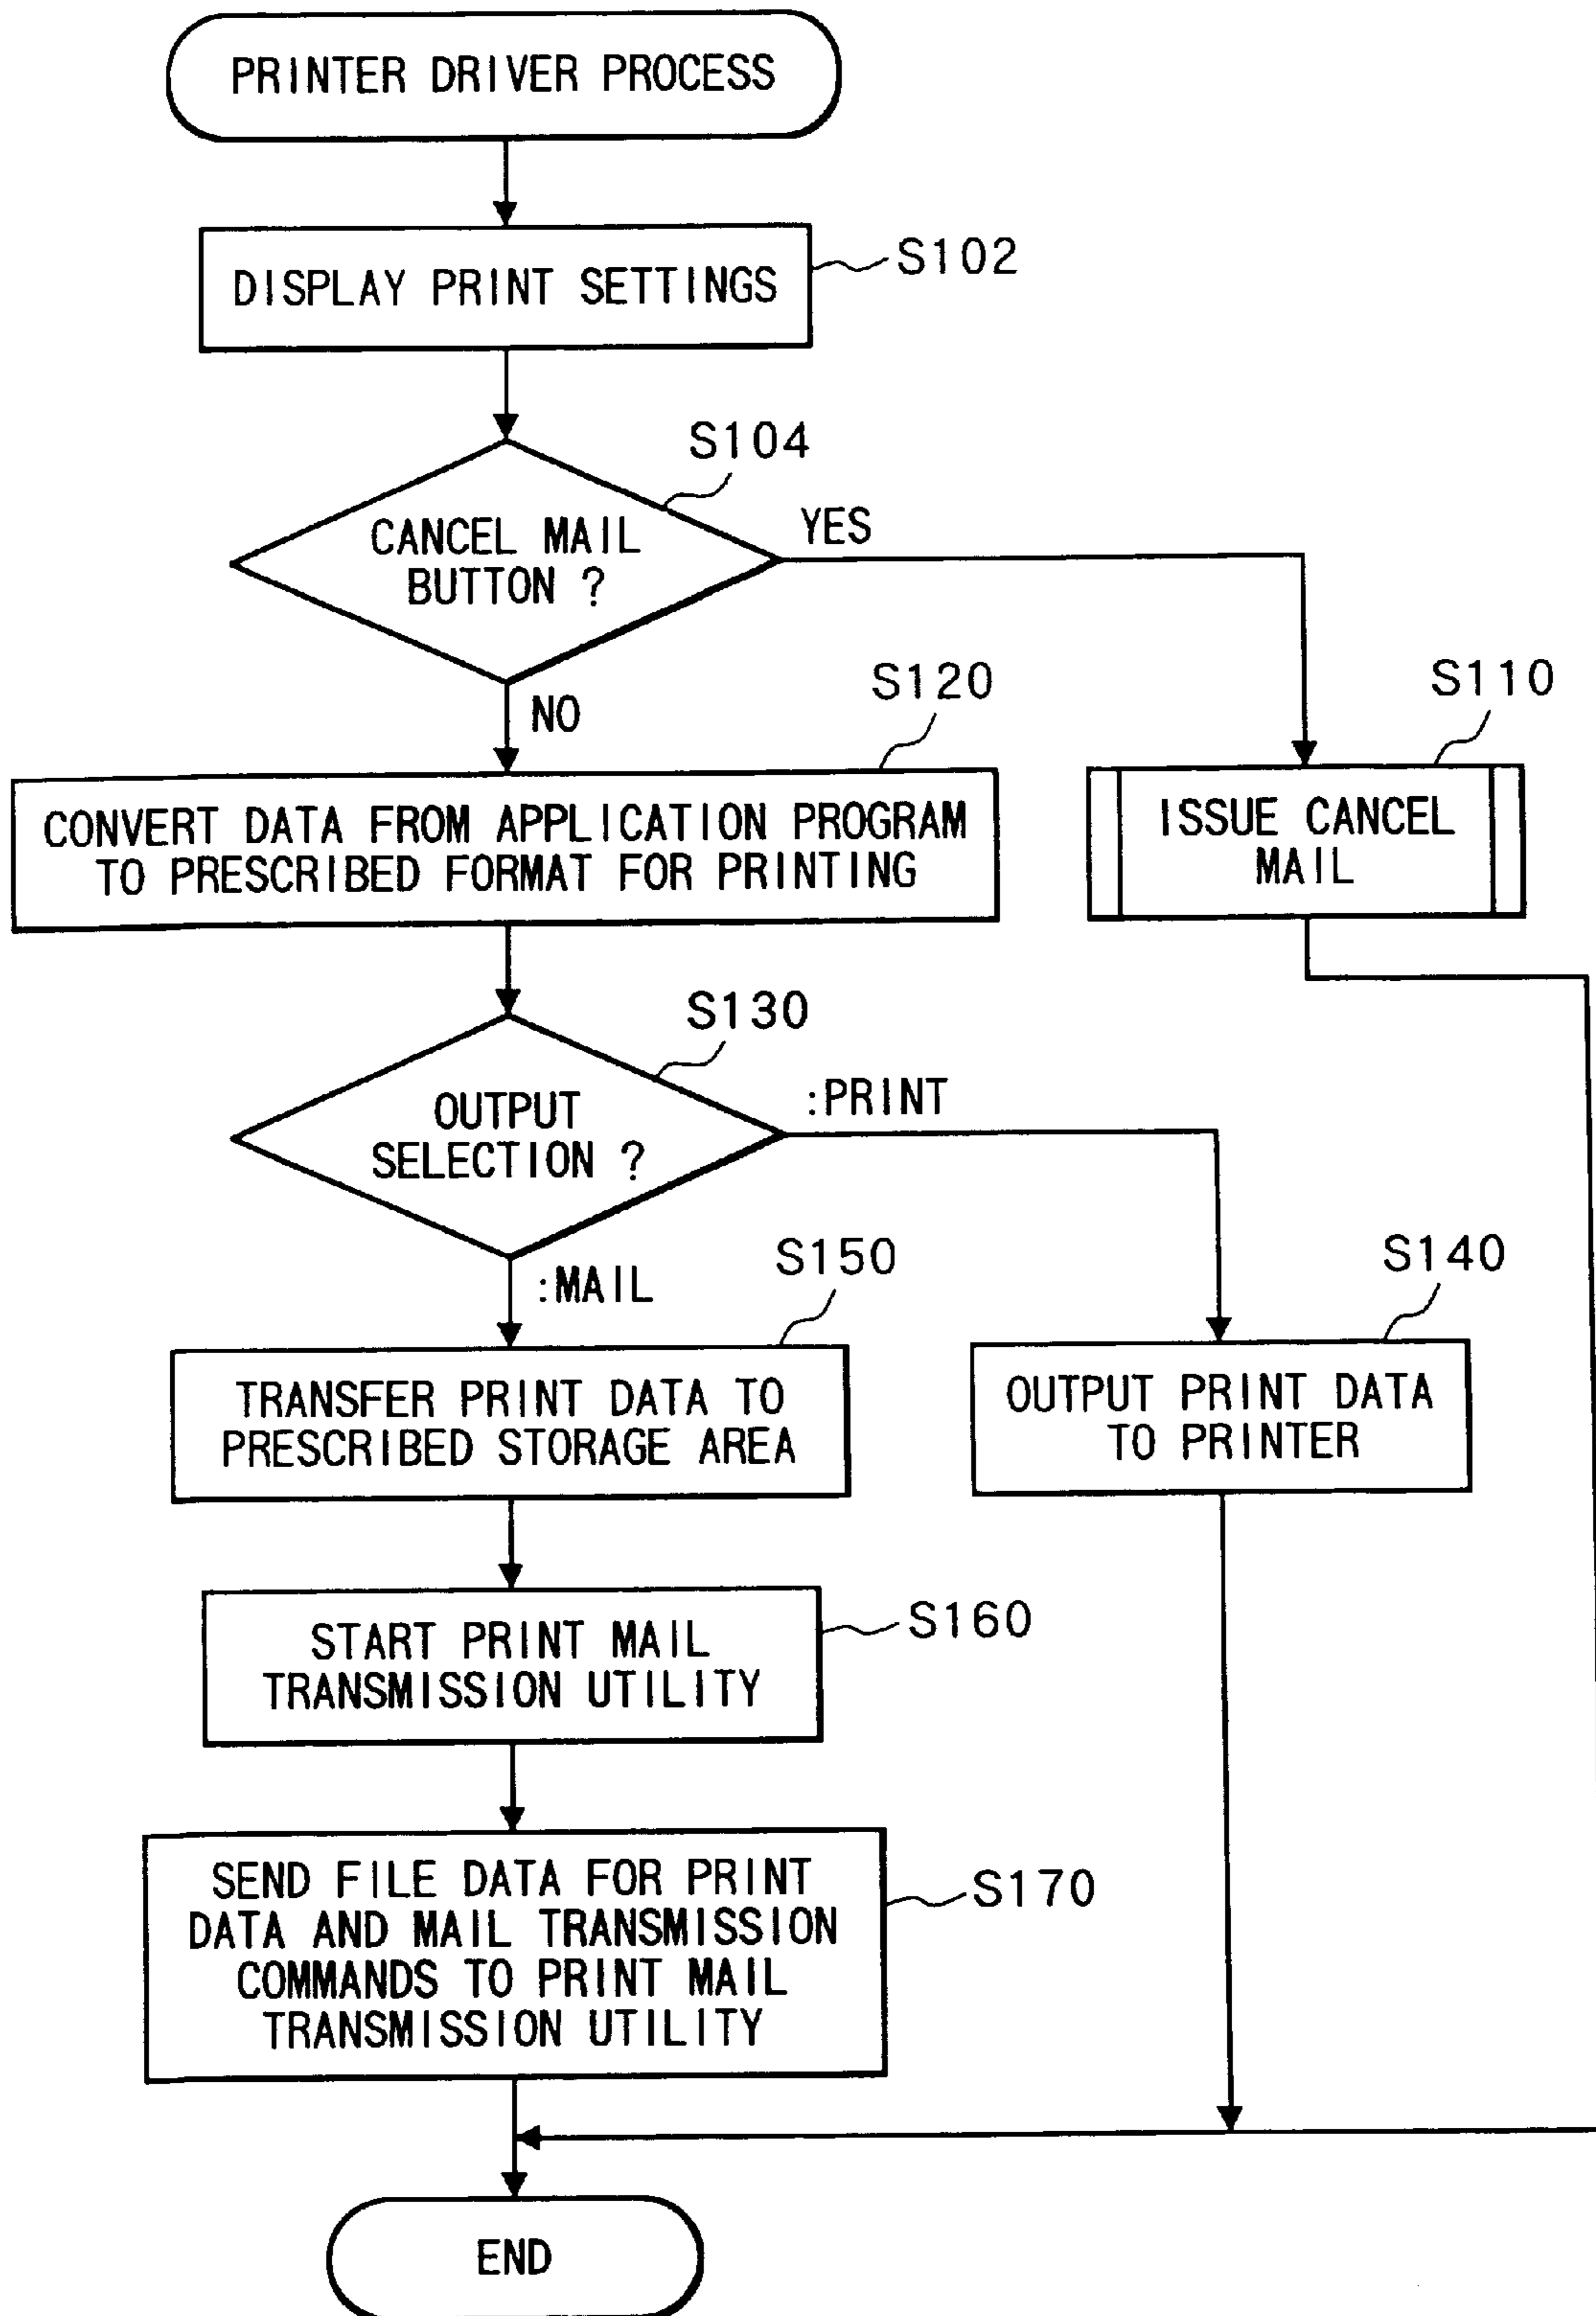 PRINTER DRIVER PROCESS
DISPLAY PRINT SETTINGS
S102
S104
CANCEL MAIL
BUTTON ?
YES
NO
S120
CONVERT DATA FROM APPLICATION PROGRAM
TO PRESCRIBED FORMAT FOR PRINTING
S110
ISSUE CANCEL
MAIL
S130
OUTPUT
SELECTION ?
:PRINT
:MAIL
S150
TRANSFER PRINT DATA TO
PRESCRIBED STORAGE AREA
S140
OUTPUT PRINT DATA
TO PRINTER
START PRINT MAIL
TRANSMISSION UTILITY
S160
SEND FILE DATA FOR PRINT
DATA AND MAIL TRANSMISSION
COMMANDS TO PRINT MAIL
TRANSMISSION UTILITY
S170
END